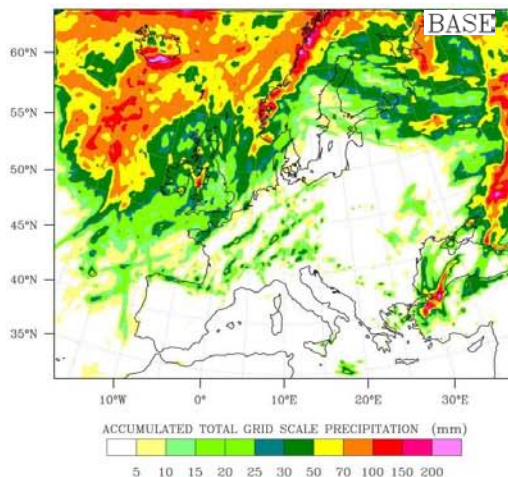 BASE
60°N
55°N
50°N
45°N
40°N
35°N
10°W 0° 10°E 20°E 30°E
ACCUMULATED TOTAL GRID SCALE PRECIPITATION (mm)
5 10 15 20 25 30 50 70 100 150 200